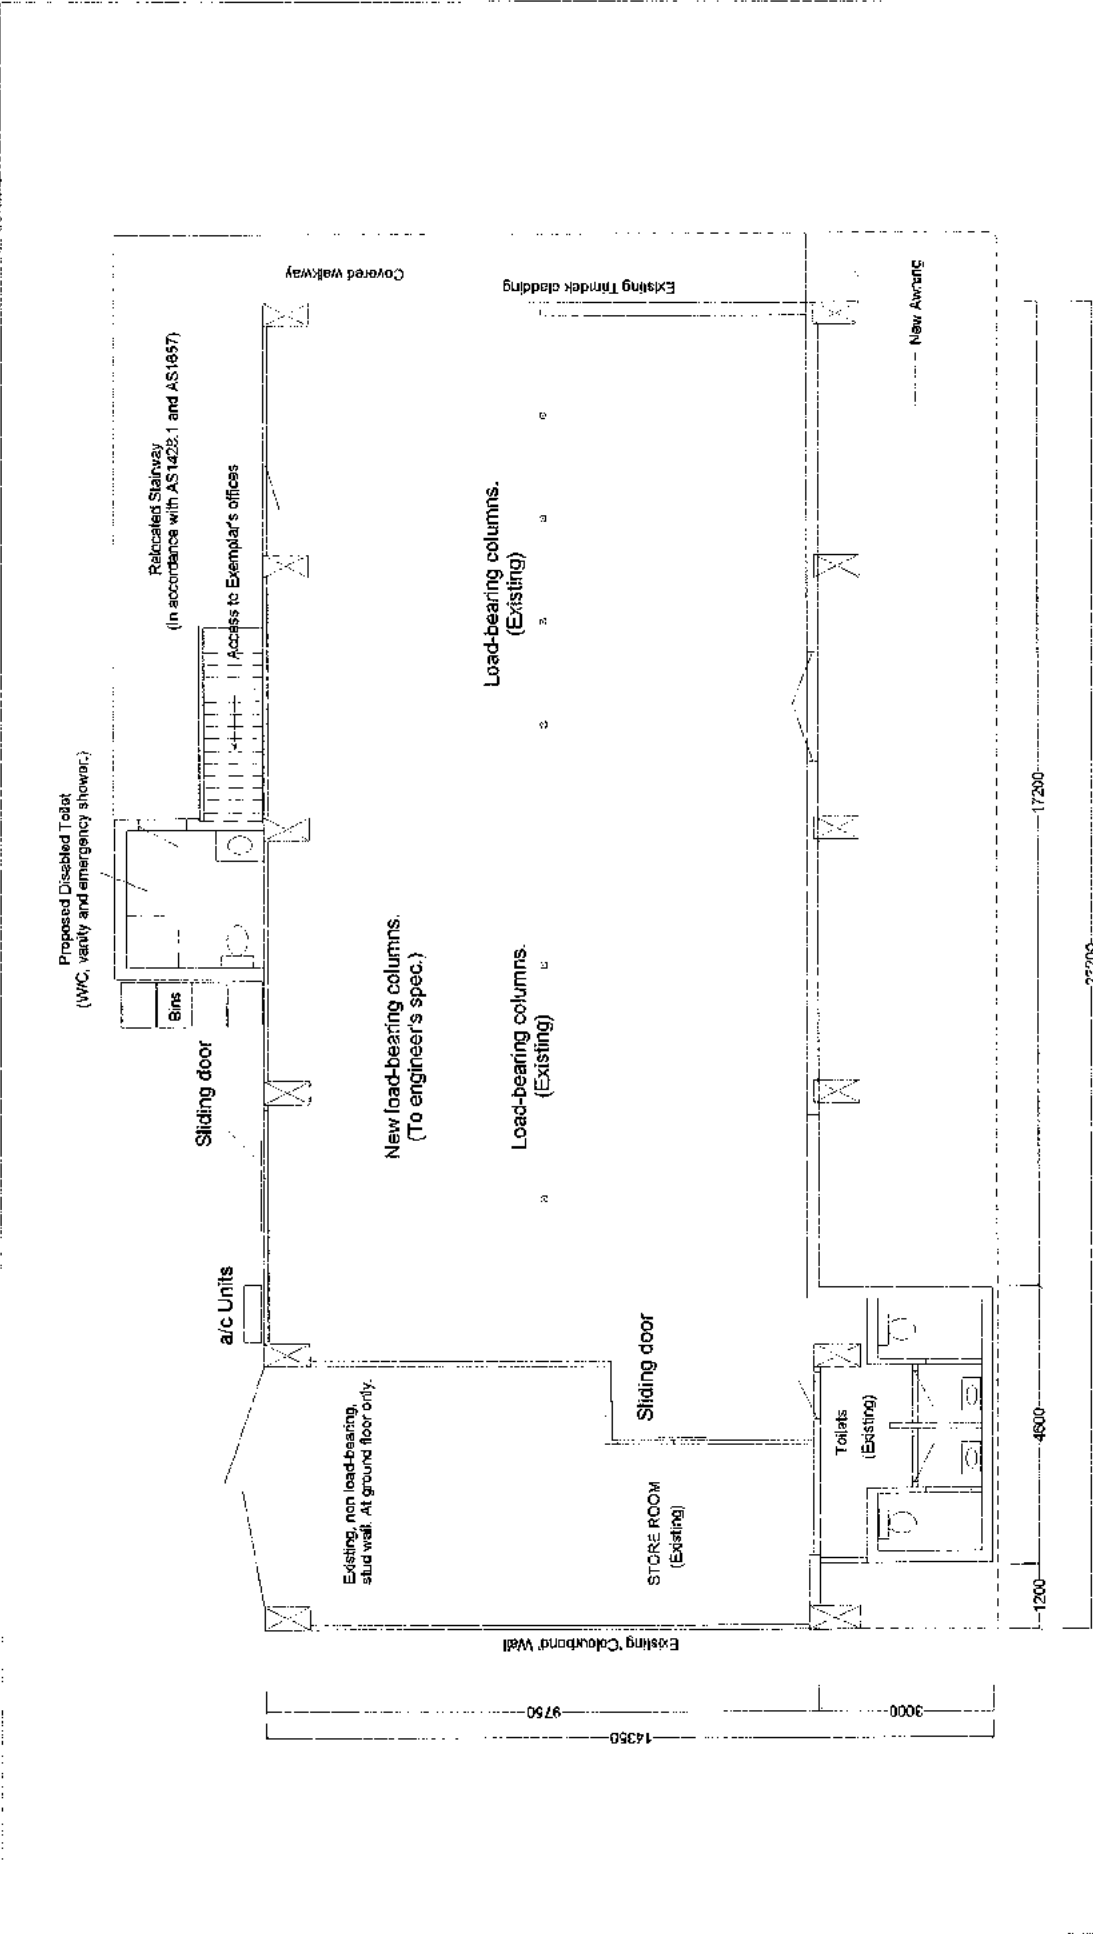 Proposed Disabled Toilet
(W/C, vanity and emergency shower.)
Relocated Stairway
(In accordance with AS1428.1 and AS1657)
Access to Exemplar's offices
Covered walkway
Existing Trimdek cladding
New Awning
Load-bearing columns.
(Existing)
New load-bearing columns.
(To engineer's spec.)
Load-bearing columns.
(Existing)
Bins
Sliding door
a/c Units
Existing, non load-bearing,
stud wall. At ground floor only.
Sliding door
STORE ROOM
(Existing)
Toilets
(Existing)
Existing 'Colourbond' Wall
17200
4600
1200
9750
3000
14350